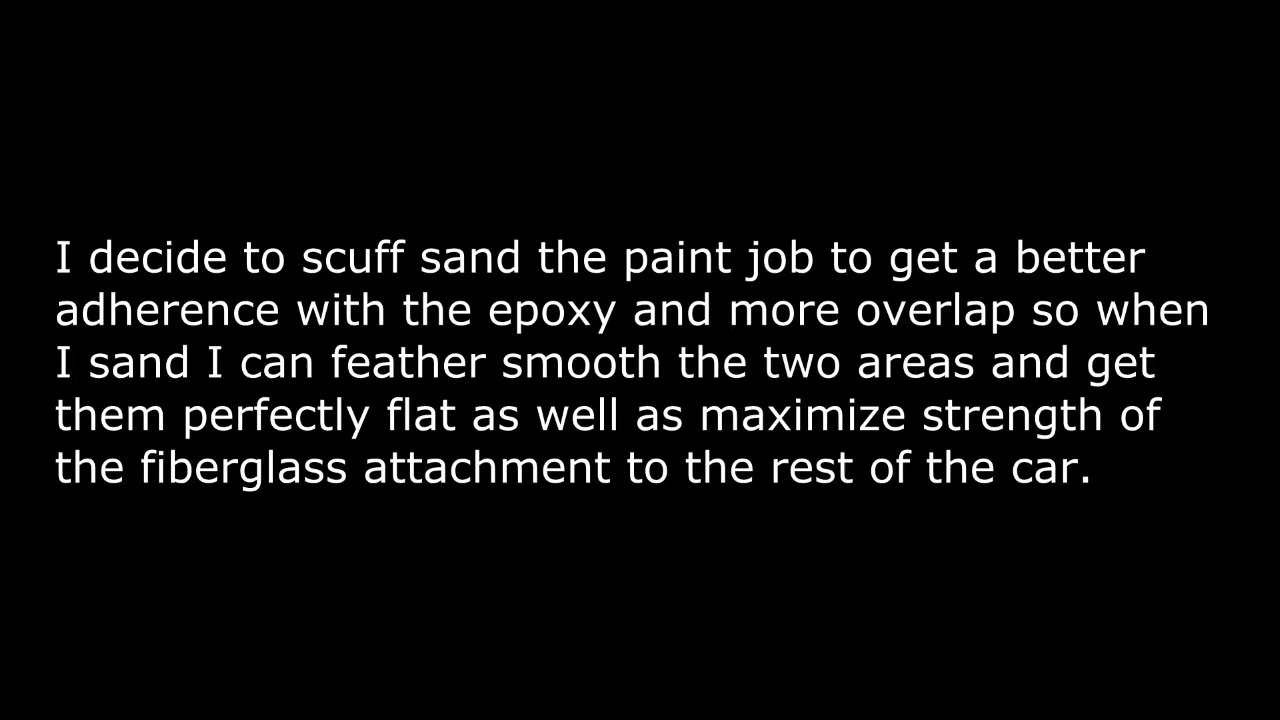 I decide to scuff sand the paint job to get a better
adherence with the epoxy and more overlap so when
I sand I can feather smooth the two areas and get
them perfectly flat as well as maximize strength of
the fiberglass attachment to the rest of the car.